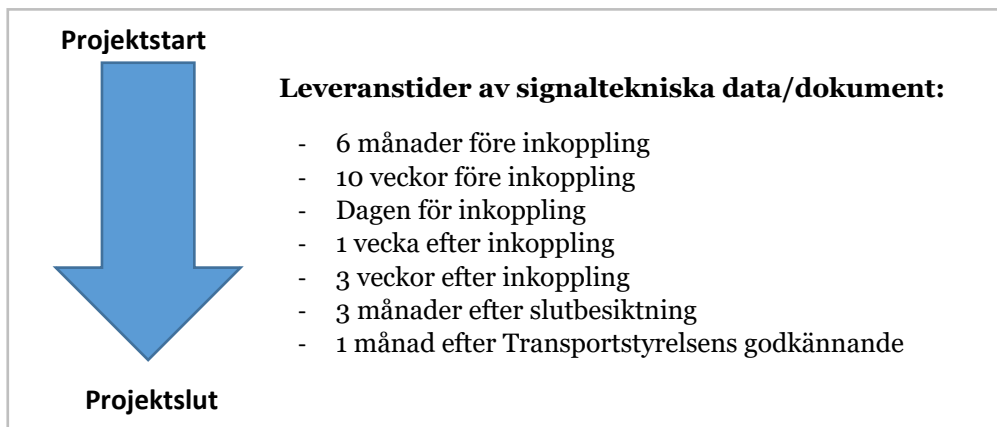 Projektstart
Leveranstider av signaltekniska data/dokument:
- 6 månader före inkoppling
- 10 veckor före inkoppling
- Dagen för inkoppling
- 1 vecka efter inkoppling
- 3 veckor efter inkoppling
- 3 månader efter slutbesiktning
- 1 månad efter Transportstyrelsens godkännande
Projektslut